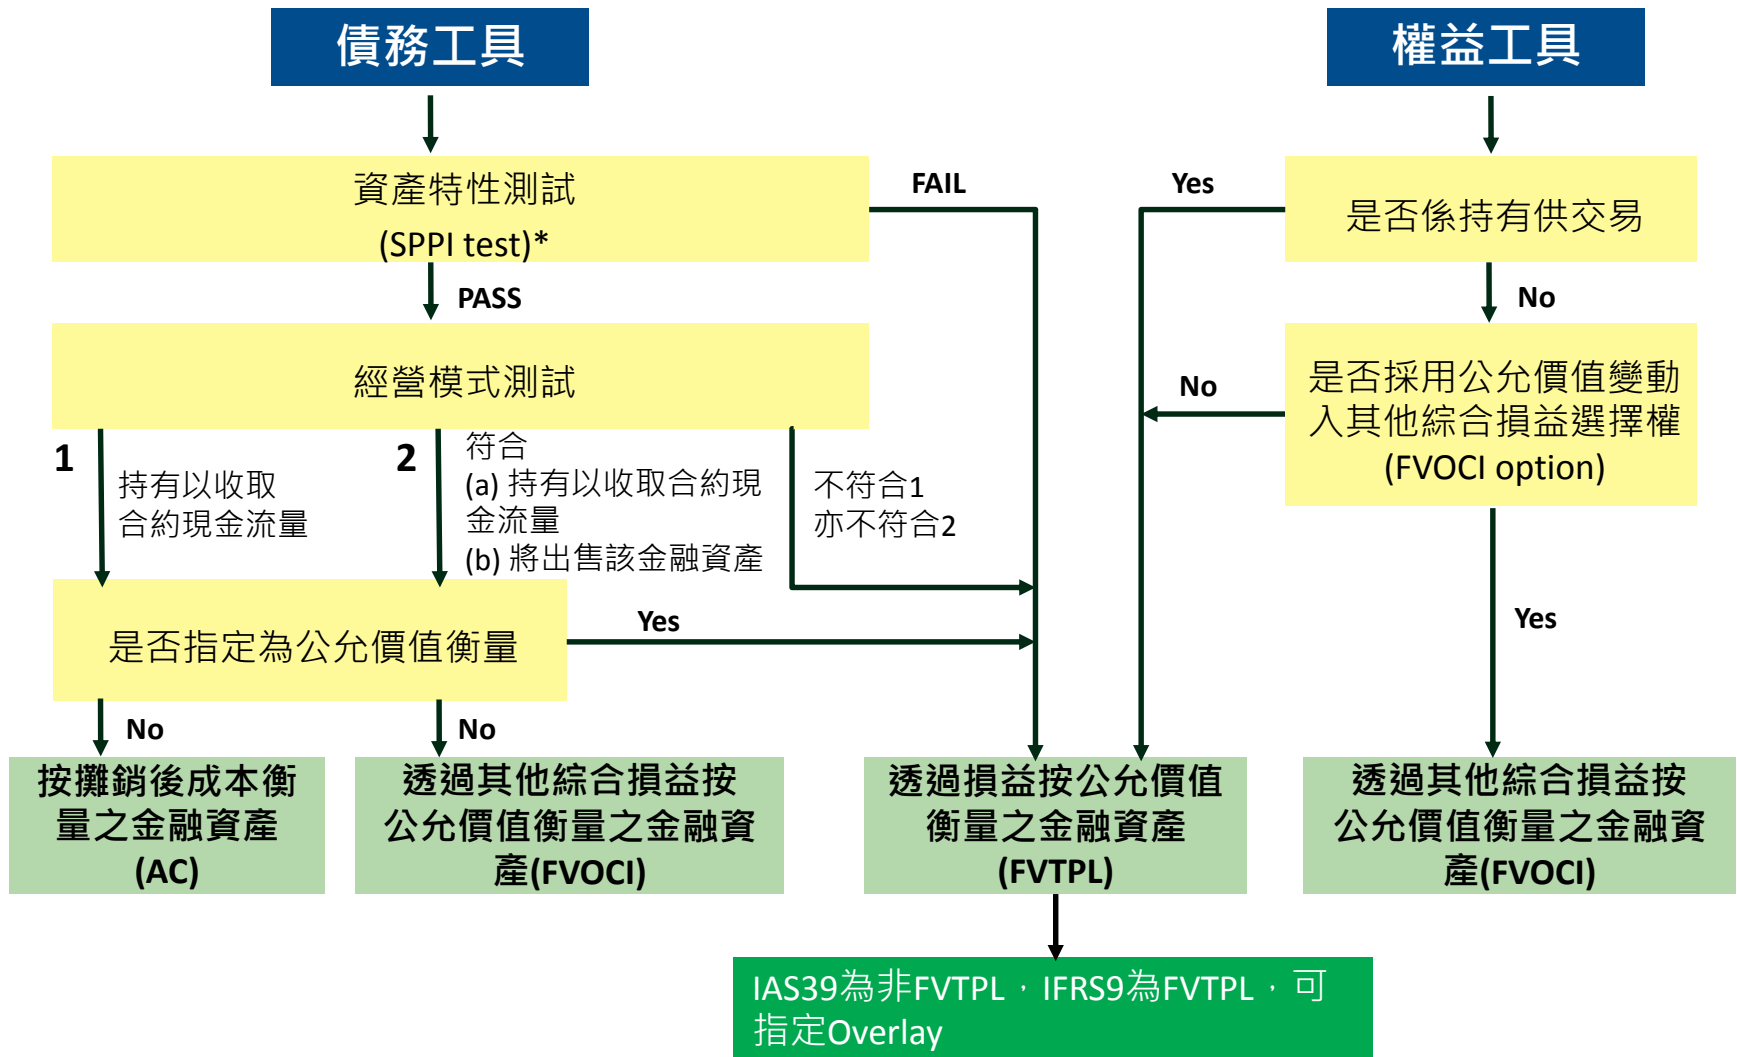 債務工具
權益工具
資產特性測試
(SPPI test)*
FAIL
Yes
是否係持有供交易
PASS
No
經營模式測試
No
是否採用公允價值變動
入其他綜合損益選擇權
(FVOCI option)
1
持有以收取
合約現金流量
2
符合
(a) 持有以收取合約現
金流量
(b) 將出售該金融資產
不符合1
亦不符合2
是否指定為公允價值衡量
Yes
Yes
No
No
按攤銷後成本衡
量之金融資產
(AC)
透過其他綜合損益按
公允價值衡量之金融資
產(FVOCI)
透過損益按公允價值
衡量之金融資產
(FVTPL)
透過其他綜合損益按
公允價值衡量之金融資
產(FVOCI)
IAS39為非FVTPL，IFRS9為FVTPL，可
指定Overlay